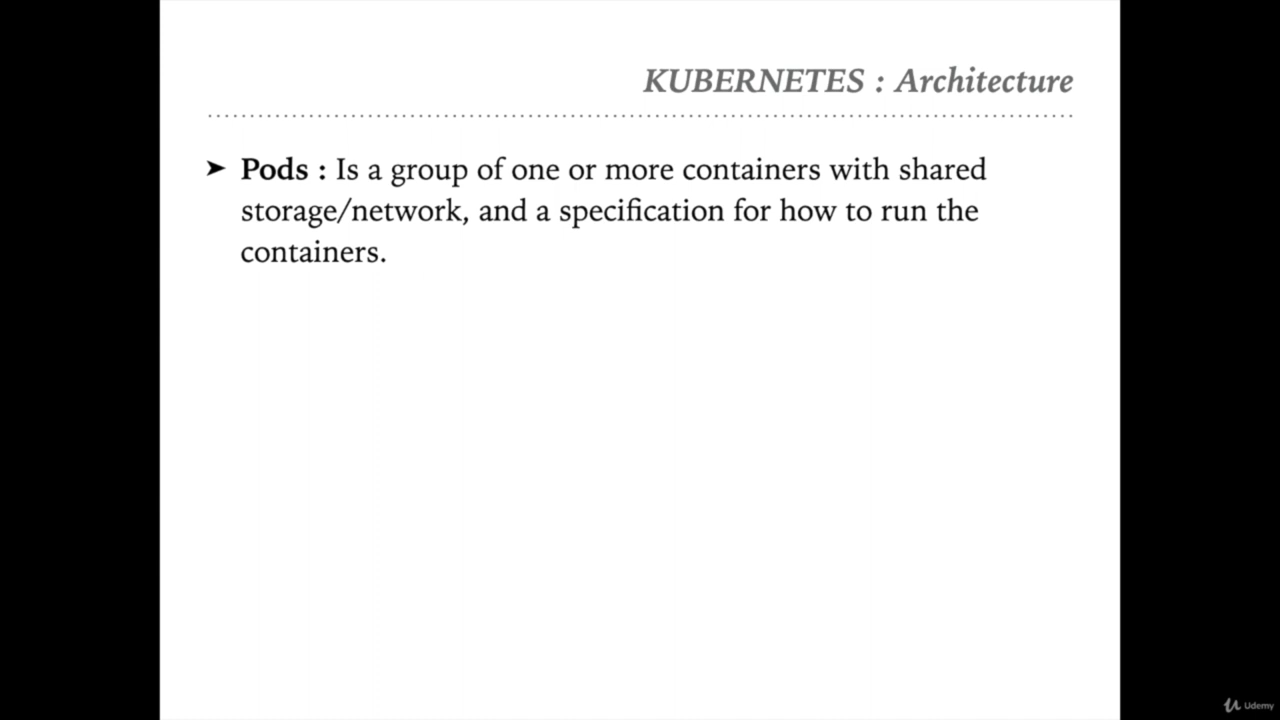 KUBERNETES : Architecture
➤ Pods : Is a group of one or more containers with shared
storage/network, and a specification for how to run the
containers.
Udemy